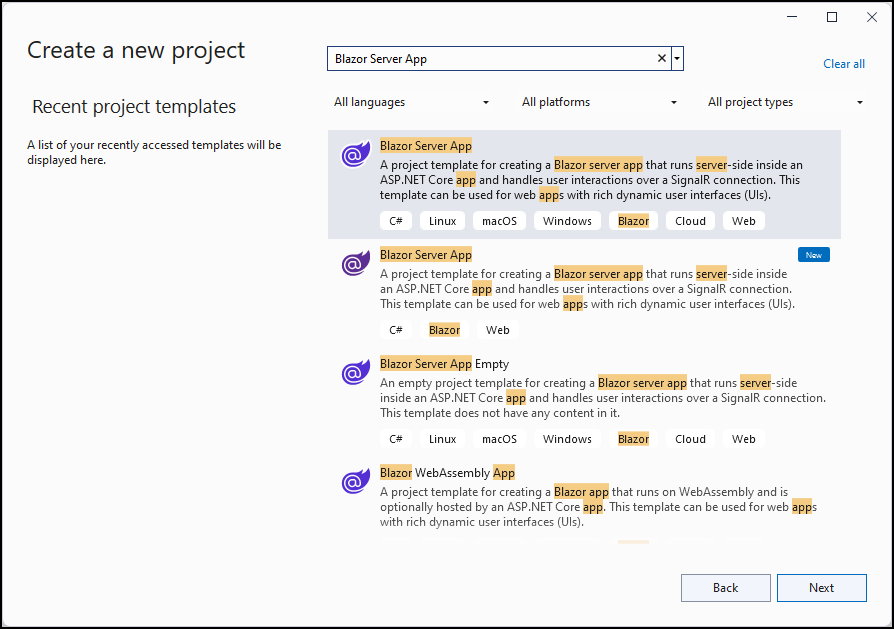 Create a new project
Recent project templates
A list of your recently accessed templates will be
displayed here.
Blazor Server App
Clear all
All languages
All platforms
All project types
Blazor Server App
A project template for creating a Blazor server app that runs server-side inside an
ASP.NET Core app and handles user interactions over a SignalR connection. This
template can be used for web apps with rich dynamic user interfaces (UIs).
C# Linux macOS Windows Blazor Cloud Web
Blazor Server App
New
A project template for creating a Blazor server app that runs server-side inside
an ASP.NET Core app and handles user interactions over a SignalR connection.
This template can be used for web apps with rich dynamic user interfaces (UIs).
C# Blazor Web
Blazor Server App Empty
An empty project template for creating a Blazor server app that runs server-side
inside an ASP.NET Core app and handles user interactions over a SignalR connection.
This template does not have any content in it.
C# Linux macOS Windows Blazor Cloud Web
Blazor WebAssembly App
A project template for creating a Blazor app that runs on WebAssembly and is
optionally hosted by an ASP.NET Core app. This template can be used for web apps
with rich dynamic user interfaces (UIs).
Back
Next